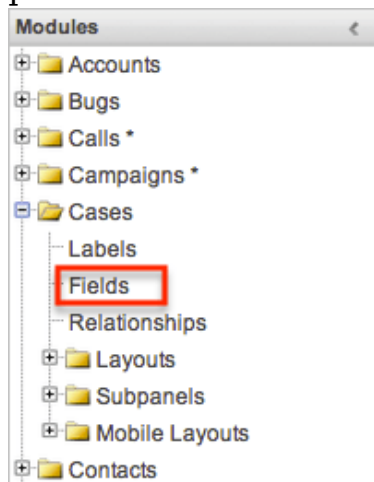 Modules
Accounts
Bugs
Calls *
Campaigns *
Cases
Labels
Fields
Relationships
Layouts
Subpanels
Mobile Layouts
Contacts